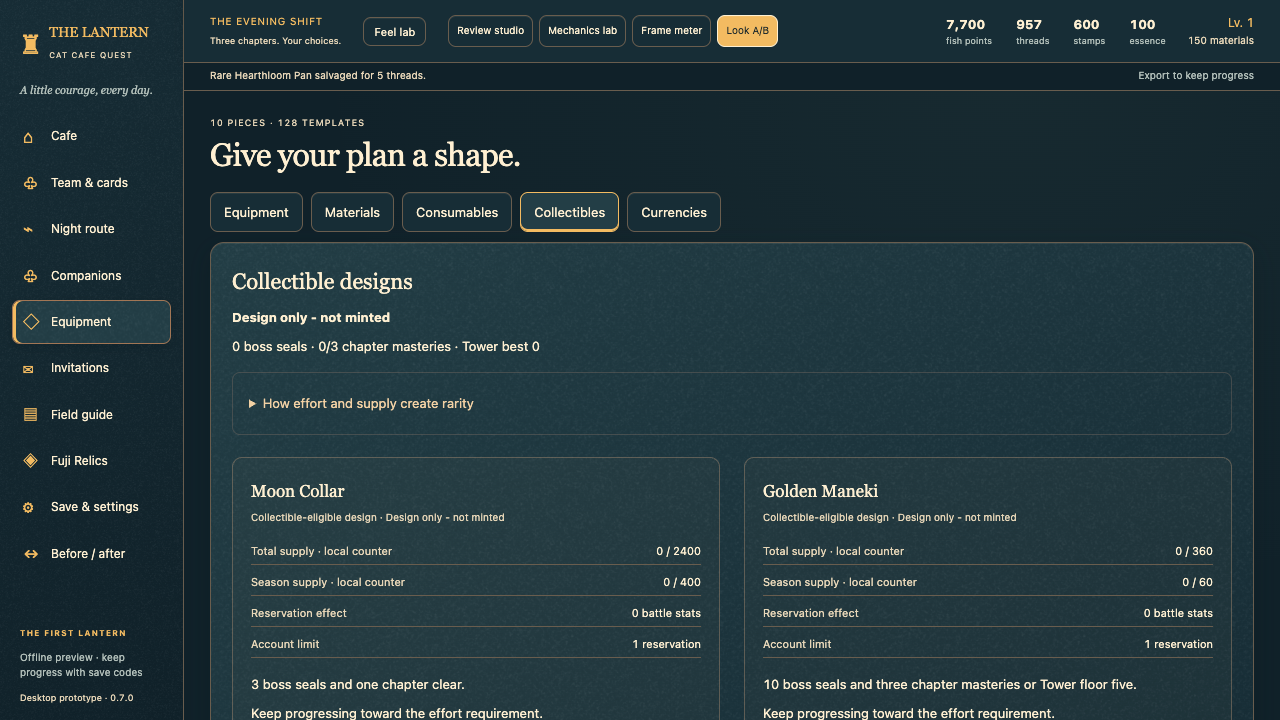 THE LANTERN
CAT CAFE QUEST
A little courage, every day.
Cafe
Team & cards
Night route
Companions
Equipment
Invitations
Field guide
Fuji Relics
Save & settings
Before / after
THE FIRST LANTERN
Offline preview · keep
progress with save codes
Desktop prototype · 0.7.0
THE EVENING SHIFT
Three chapters. Your choices.
Feel lab
Review studio
Mechanics lab
Frame meter
Look A/B
7,700
fish points
957
threads
600
stamps
100
essence
Lv. 1
150 materials
Rare Hearthloom Pan salvaged for 5 threads.
Export to keep progress
10 PIECES · 128 TEMPLATES
Give your plan a shape.
Equipment
Materials
Consumables
Collectibles
Currencies
Collectible designs
Design only - not minted
0 boss seals · 0/3 chapter masteries · Tower best 0
How effort and supply create rarity
Moon Collar
Collectible-eligible design · Design only - not minted
Total supply · local counter 0 / 2400
Season supply · local counter 0 / 400
Reservation effect 0 battle stats
Account limit 1 reservation
3 boss seals and one chapter clear.
Keep progressing toward the effort requirement.
Golden Maneki
Collectible-eligible design · Design only - not minted
Total supply · local counter 0 / 360
Season supply · local counter 0 / 60
Reservation effect 0 battle stats
Account limit 1 reservation
10 boss seals and three chapter masteries or Tower floor five.
Keep progressing toward the effort requirement.